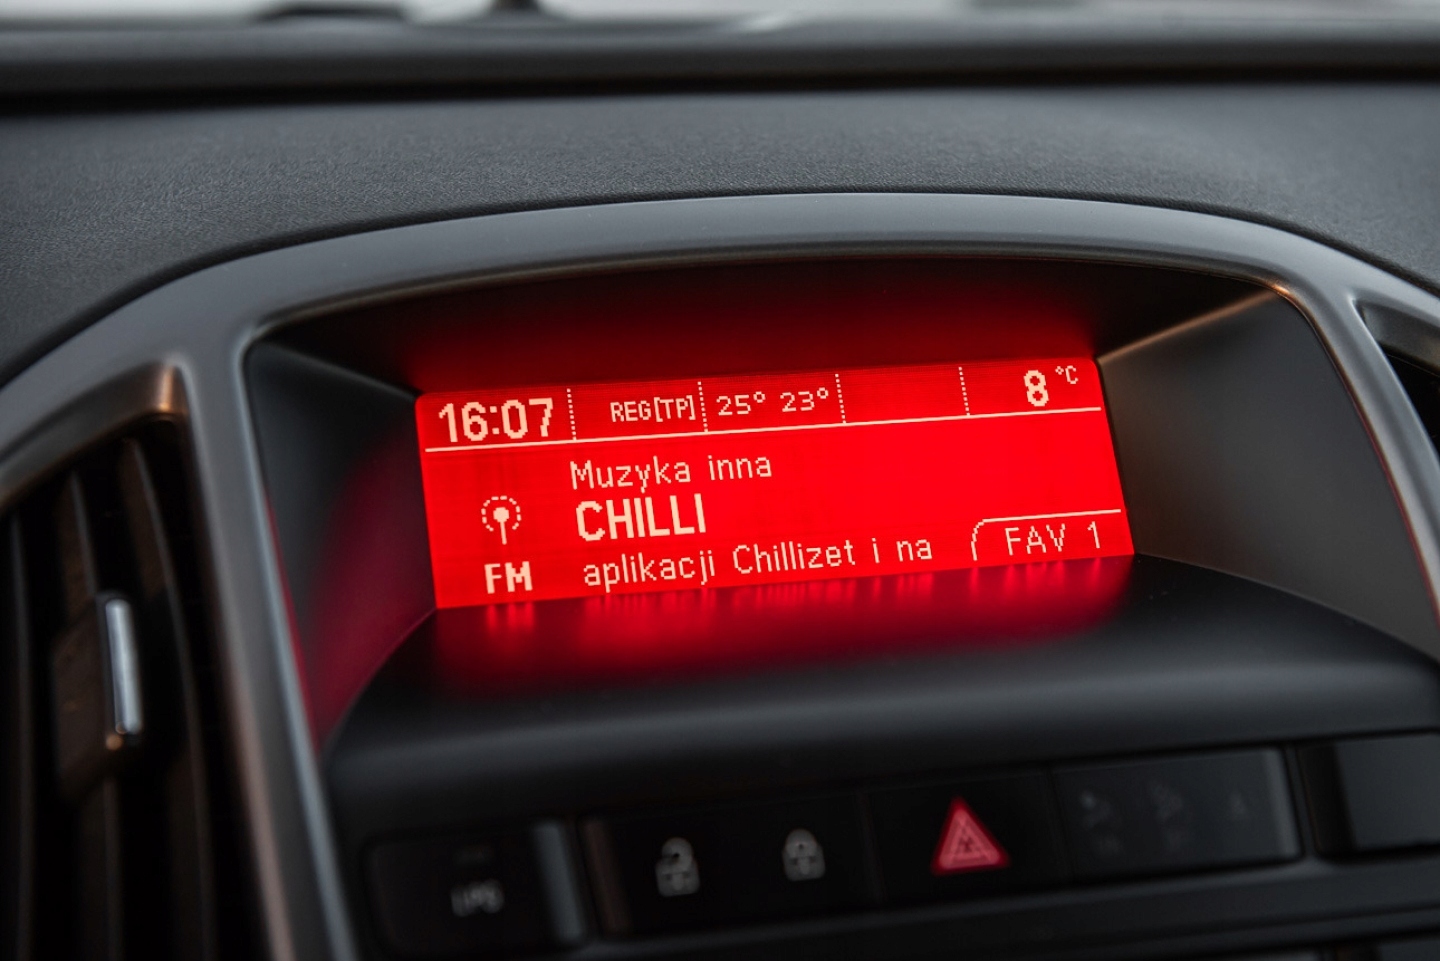 16:07 REG[TP] 25° 23° 8 °C
Muzyka inna
CHILLI
FM aplikacji Chillizet i na FAV 1